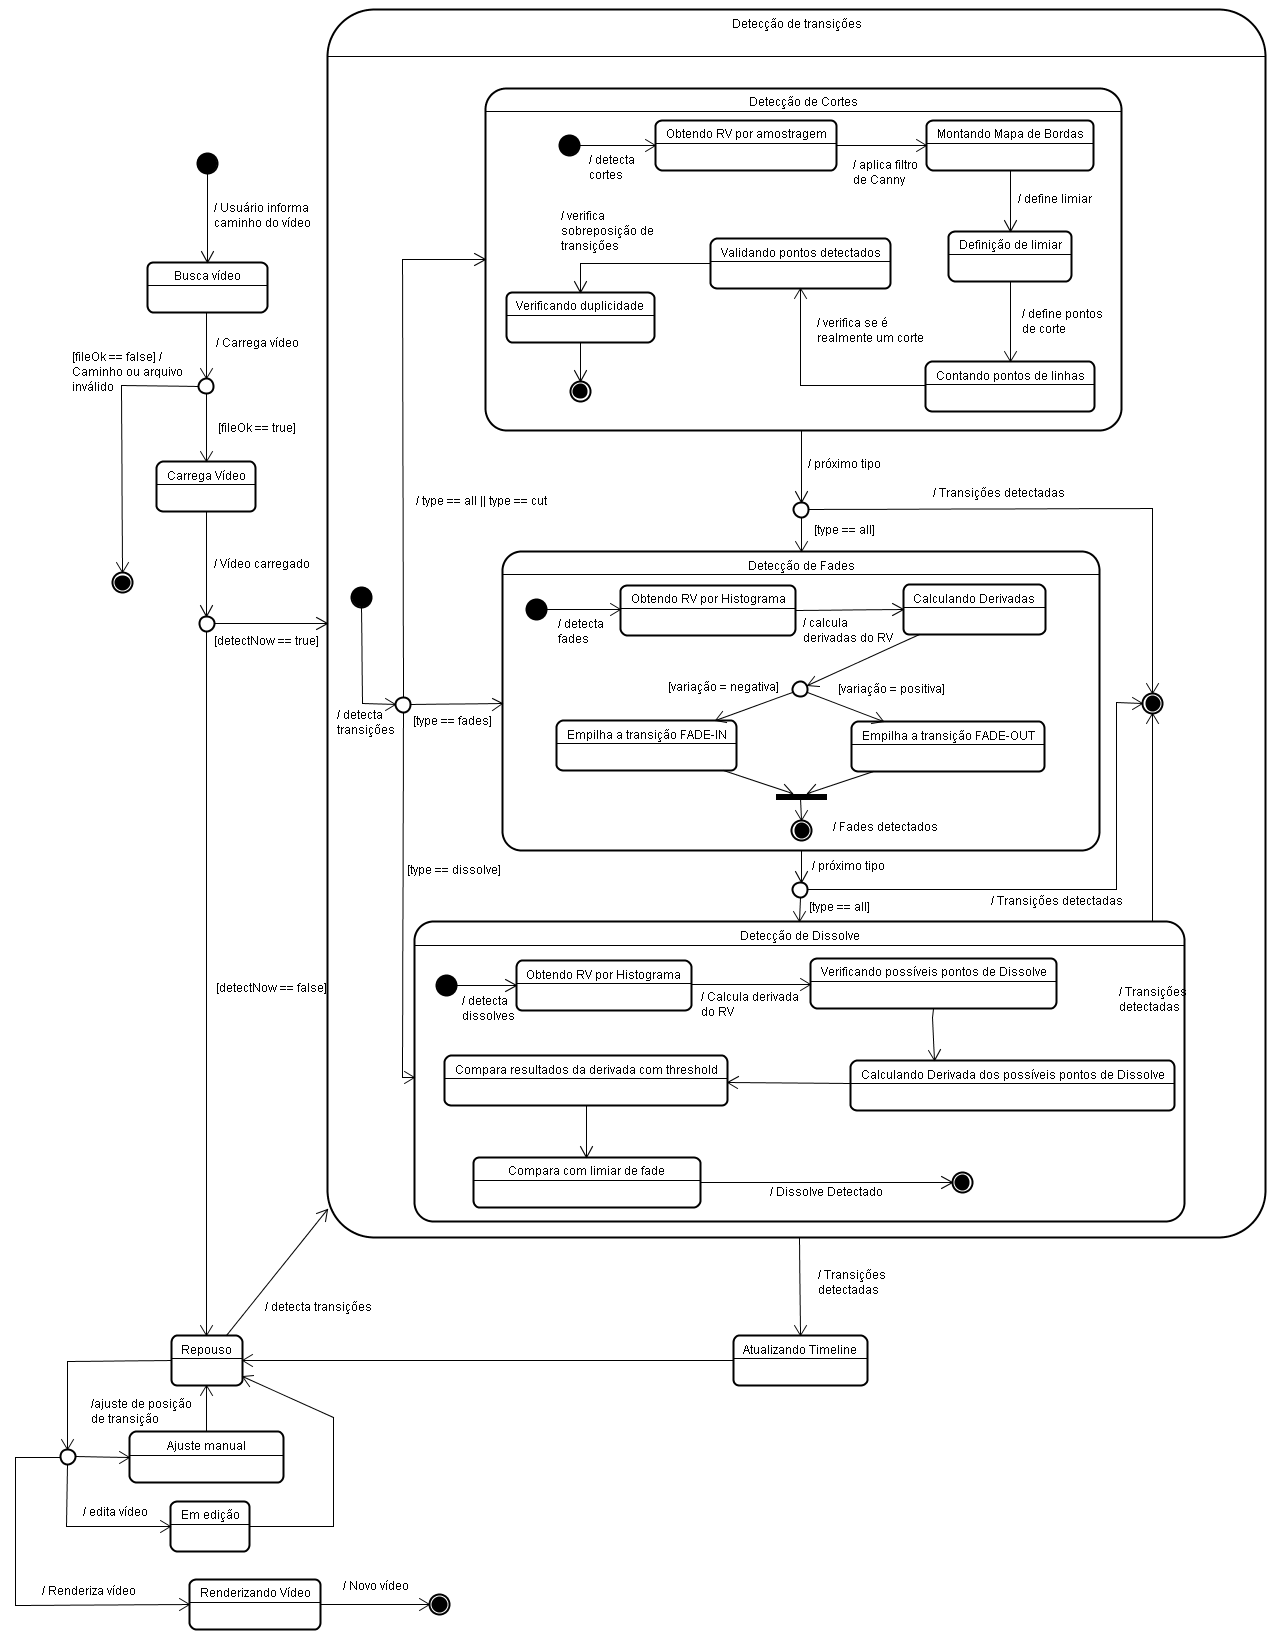 Detecção de transições
Detecção de Cortes
Obtendo RV por amostragem
Montando Mapa de Bordas
/ detecta
cortes
/ aplica filtro
de Canny
/ define limiar
/ Usuário informa
caminho do vídeo
/ verifica
sobreposição de
transições
Validando pontos detectados
Definição de limiar
Busca vídeo
Verificando duplicidade
/ verifica se é
realmente um corte
/ define pontos
de corte
/ Carrega vídeo
[fileOk == false] /
Caminho ou arquivo
inválido
Contando pontos de linhas
[fileOk == true]
Carrega Vídeo
/ próximo tipo
/ type == all || type == cut
/ Transições detectadas
[type == all]
/ Vídeo carregado
Detecção de Fades
Obtendo RV por Histograma
Calculando Derivadas
/ detecta
fades
/ calcula
derivadas do RV
[detectNow == true]
[variação = negativa]
[variação = positiva]
/ detecta
transições
[type == fades]
Empilha a transição FADE-IN
Empilha a transição FADE-OUT
/ Fades detectados
/ próximo tipo
[type == dissolve]
/ Transições detectadas
[type == all]
Detecção de Dissolve
Obtendo RV por Histograma
Verificando possíveis pontos de Dissolve
[detectNow == false]
/ detecta
dissolves
/ Calcula derivada
do RV
/ Transições
detectadas
Compara resultados da derivada com threshold
Calculando Derivada dos possíveis pontos de Dissolve
Compara com limiar de fade
/ Dissolve Detectado
/ Transições
detectadas
/ detecta transições
Repouso
Atualizando Timeline
/ajuste de posição
de transição
Ajuste manual
/ edita vídeo
Em edição
/ Renderiza vídeo
Renderizando Vídeo
/ Novo vídeo